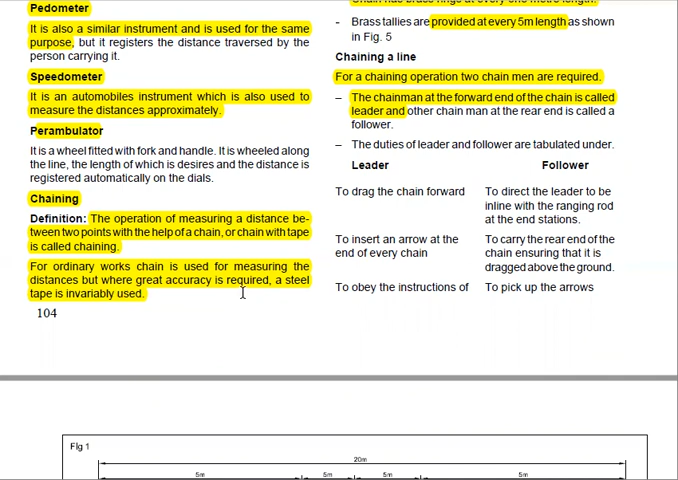 Pedometer
It is also a similar instrument and is used for the same
purpose, but it registers the distance traversed by the
person carrying it.
Speedometer
It is an automobiles instrument which is also used to
measure the distances approximately.
Perambulator
It is a wheel fitted with fork and handle. It is wheeled along
the line, the length of which is desires and the distance is
registered automatically on the dials.
Chaining
Definition: The operation of measuring a distance be-
tween two points with the help of a chain, or chain with tape
is called chaining.
For ordinary works chain is used for measuring the
distances but where great accuracy is required, a steel
tape is invariably used.
104
Chain has brass rings at every one metre length.
- Brass tallies are provided at every 5m length as shown
in Fig. 5
Chaining a line
For a chaining operation two chain men are required.
– The chainman at the forward end of the chain is called
leader and other chain man at the rear end is called a
follower.
– The duties of leader and follower are tabulated under.
Leader Follower
To drag the chain forward To direct the leader to be
inline with the ranging rod
at the end stations.
To insert an arrow at the To carry the rear end of the
end of every chain chain ensuring that it is
dragged above the ground.
To obey the instructions of To pick up the arrows
Fig 1
20m
5m 5m 5m 5m